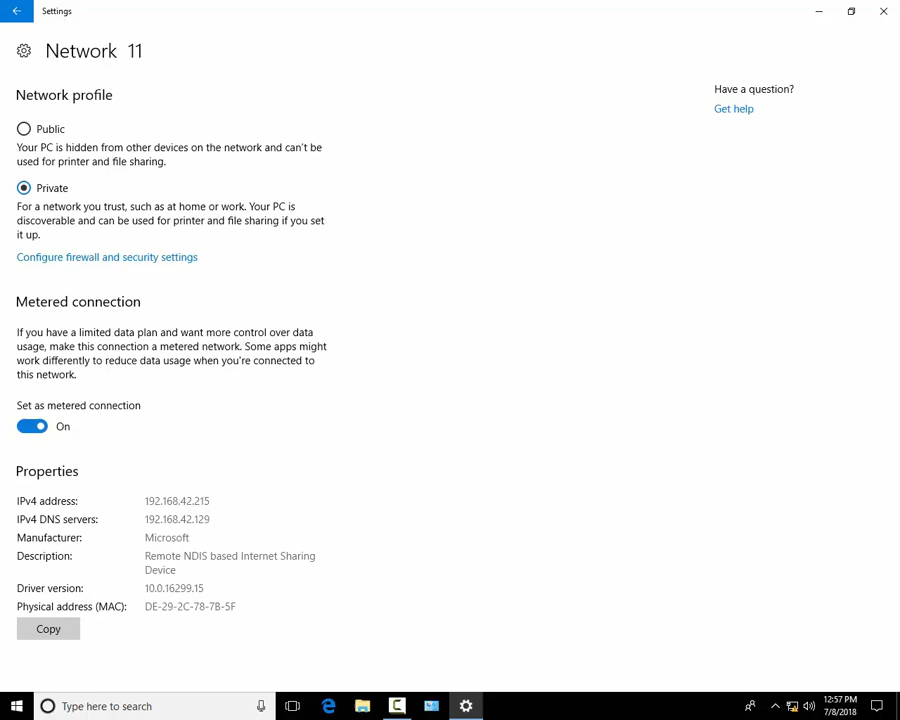 Settings
Network 11
Network profile
Public
Your PC is hidden from other devices on the network and can't be
used for printer and file sharing.
Private
For a network you trust, such as at home or work. Your PC is
discoverable and can be used for printer and file sharing if you set
it up.
Configure firewall and security settings
Metered connection
If you have a limited data plan and want more control over data
usage, make this connection a metered network. Some apps might
work differently to reduce data usage when you're connected to
this network.
Set as metered connection
On
Properties
IPv4 address: 192.168.42.215
IPv4 DNS servers: 192.168.42.129
Manufacturer: Microsoft
Description: Remote NDIS based Internet Sharing
Device
Driver version: 10.0.16299.15
Physical address (MAC): DE-29-2C-78-7B-5F
Copy
Have a question?
Get help
Type here to search
12:57 PM
7/8/2018